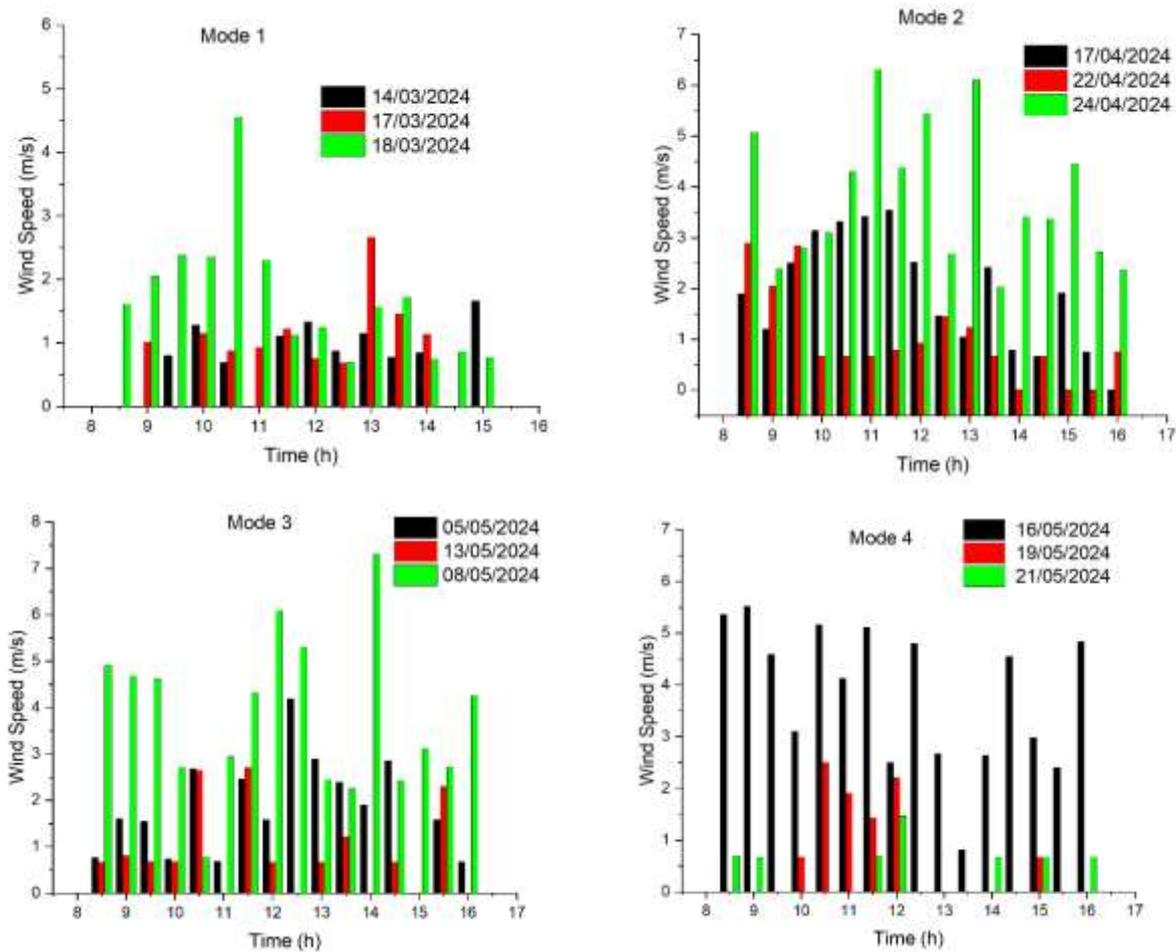 Mode 1
14/03/2024
17/03/2024
18/03/2024
Wind Speed (m/s)
6
5
4
3
2
1
0
8 9 10 11 12 13 14 15 16
Time (h)
Mode 2
17/04/2024
22/04/2024
24/04/2024
Wind Speed (m/s)
7
6
5
4
3
2
1
0
8 9 10 11 12 13 14 15 16 17
Time (h)
Mode 3
05/05/2024
13/05/2024
08/05/2024
Wind Speed (m/s)
8
7
6
5
4
3
2
1
0
8 9 10 11 12 13 14 15 16 17
Time (h)
Mode 4
16/05/2024
19/05/2024
21/05/2024
Wind Speed (m/s)
7
6
5
4
3
2
1
0
8 9 10 11 12 13 14 15 16 17
Time (h)